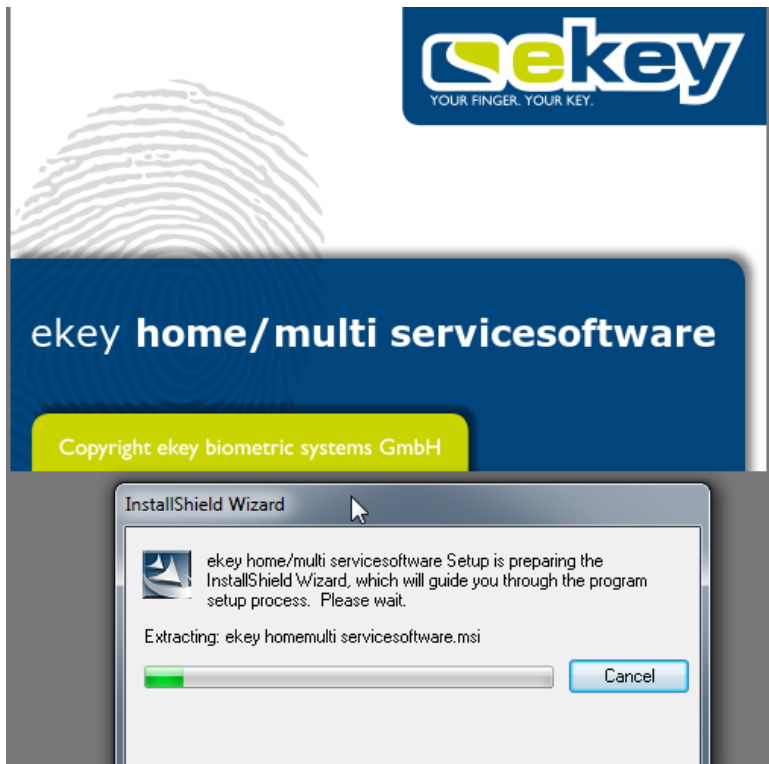 ekey
YOUR FINGER. YOUR KEY.
ekey home/multi servicesoftware
Copyright ekey biometric systems GmbH
InstallShield Wizard
ekey home/multi servicesoftware Setup is preparing the
InstallShield Wizard, which will guide you through the program
setup process. Please wait.
Extracting: ekey homemulti servicesoftware.msi
Cancel